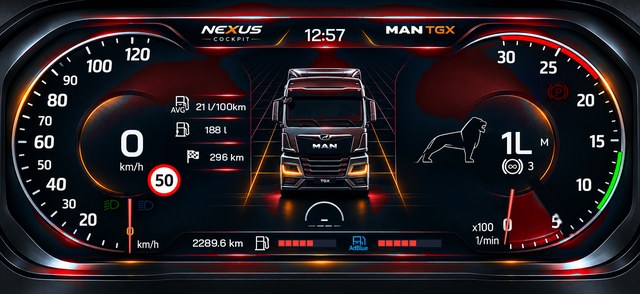 NEXUS
COCKPIT
12:57
MAN TGX
120
100
80
70
60
50
40
30
20
0
90
0
km/h
50
km/h
AVG
21 l/100km
188 l
296 km
MAN
TGX
-
2289.6 km
AdBlue
30
25
20
15
10
5
0
1L M
3
P
x100
1/min